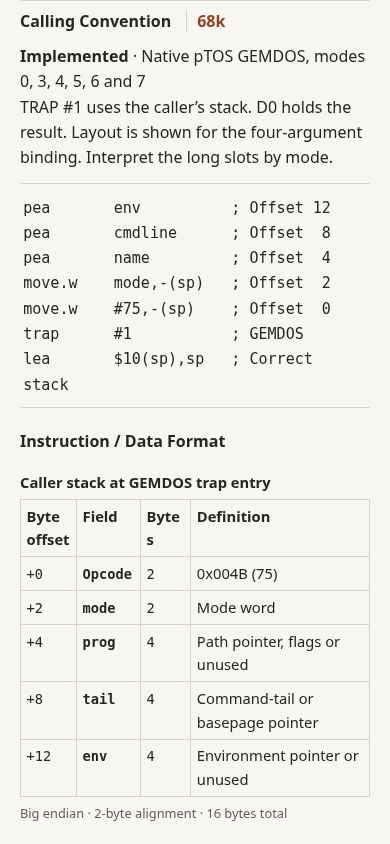 Calling Convention 68k
Implemented · Native pTOS GEMDOS, modes
0, 3, 4, 5, 6 and 7
TRAP #1 uses the caller’s stack. D0 holds the
result. Layout is shown for the four-argument
binding. Interpret the long slots by mode.
pea env ; Offset 12
pea cmdline ; Offset 8
pea name ; Offset 4
move.w mode,-(sp) ; Offset 2
move.w #75,-(sp) ; Offset 0
trap #1 ; GEMDOS
lea $10(sp),sp ; Correct
stack
Instruction / Data Format
Caller stack at GEMDOS trap entry
Byte Field Byte Definition
offset s
+0 Opcode 2 0x004B (75)
+2 mode 2 Mode word
+4 prog 4 Path pointer, flags or
unused
+8 tail 4 Command-tail or
basepage pointer
+12 env 4 Environment pointer or
unused
Big endian · 2-byte alignment · 16 bytes total